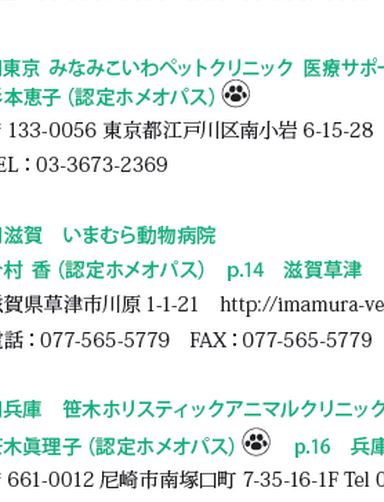 東京 みなみこいわペットクリニック 医療サポー
本恵子（認定ホメオパス）
133-0056 東京都江戸川区南小岩 6-15-28
EL：03-3673-2369
滋賀 いまむら動物病院
村 香（認定ホメオパス） p.14 滋賀草津
滋賀県草津市川原 1-1-21 http://imamura-ve
電話：077-565-5779 FAX：077-565-5779
兵庫 笹木ホリスティックアニマルクリニック
笹木眞理子（認定ホメオパス） p.16 兵庫
〒 661-0012 尼崎市南塚口町 7-35-16-1F Tel 0